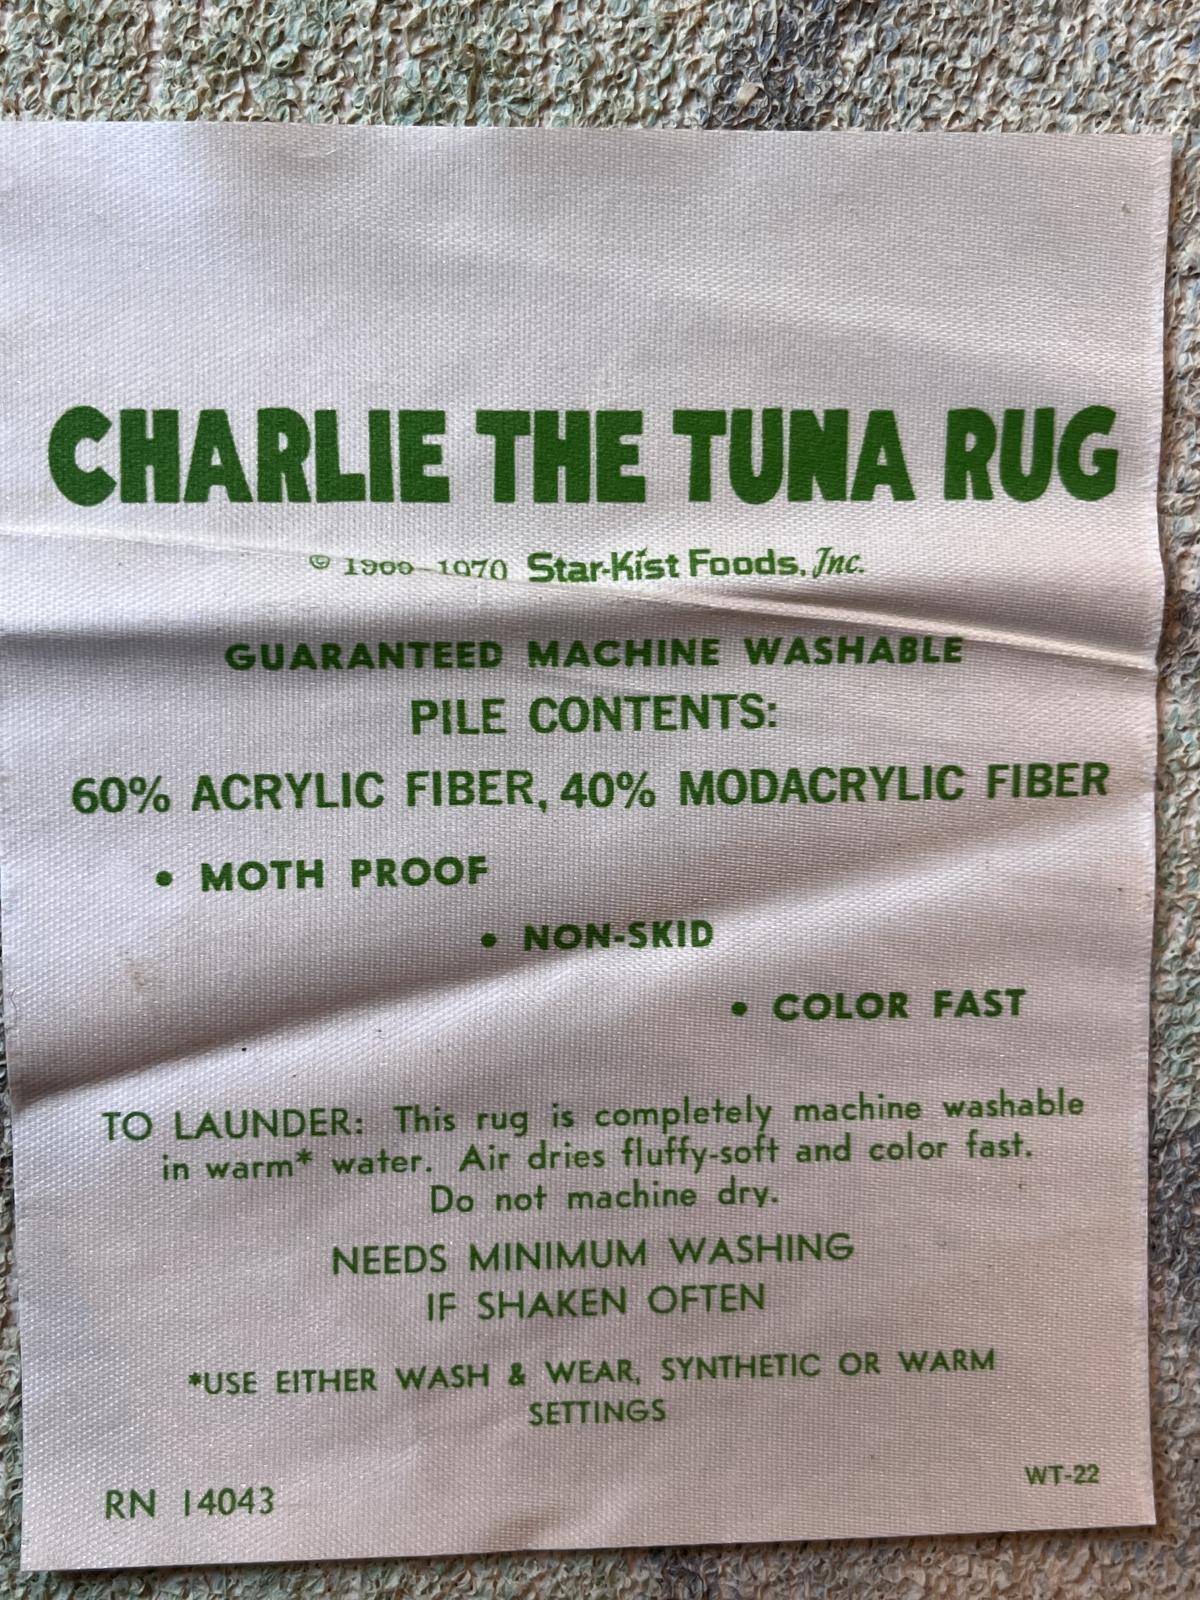 CHARLIE THE TUNA RUG
© 1970 Star-Kist Foods, Inc.
GUARANTEED MACHINE WASHABLE
PILE CONTENTS:
60% ACRYLIC FIBER, 40% MODACRYLIC FIBER
• MOTH PROOF
• NON-SKID
• COLOR FAST
TO LAUNDER: This rug is completely machine washable
in warm* water. Air dries fluffy-soft and color fast.
Do not machine dry.
NEEDS MINIMUM WASHING
IF SHAKEN OFTEN
*USE EITHER WASH & WEAR, SYNTHETIC OR WARM
SETTINGS
WT-22
RN 14043